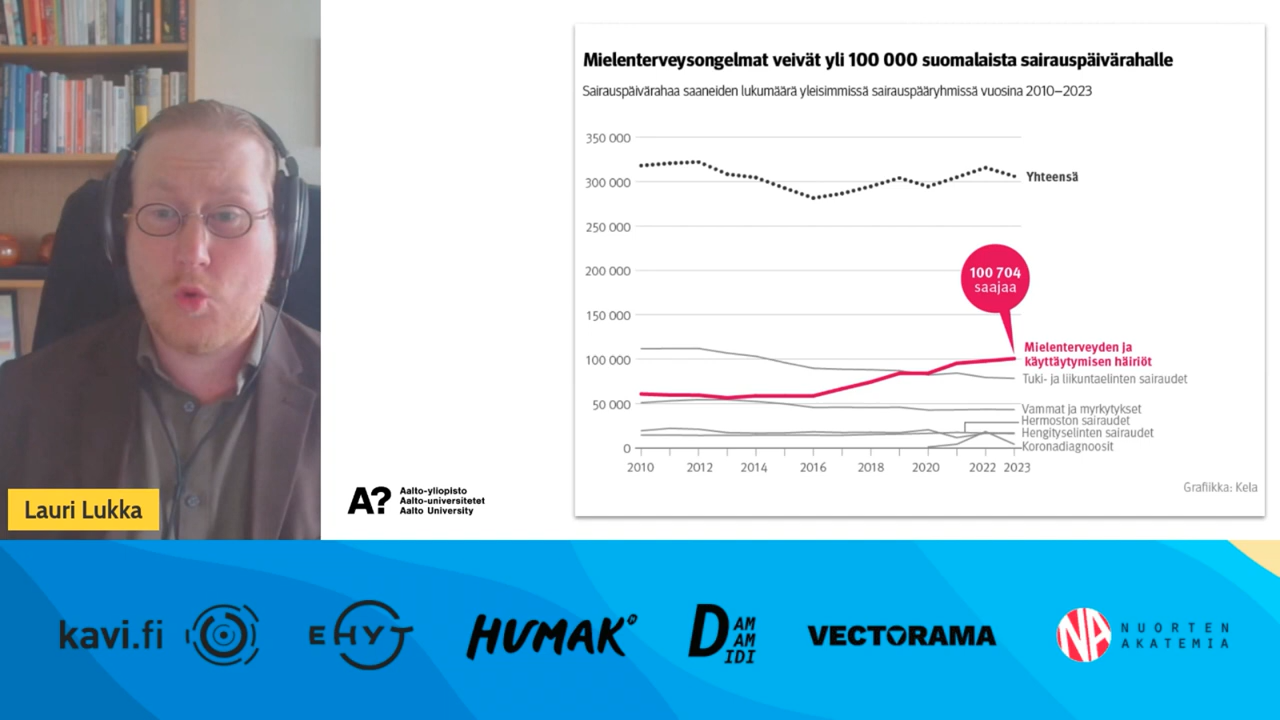 Mielenterveysongelmat veivät yli 100 000 suomalaista sairauspäivärahalle
Sairauspäivärahaa saaneiden lukumäärä yleisimmissä sairauspääryhmissä vuosina 2010–2023
350 000
300 000
250 000
200 000
150 000
100 000
50 000
0
2010
2012
2014
2016
2018
2020
2022
2023
Yhteensä
100 704
saajaa
Mielenterveyden ja
käyttäytymisen häiriöt
Tuki- ja liikuntaelinten sairaudet
Vammat ja myrkytykset
Hermoston sairaudet
Hengityselinten sairaudet
Koronadiagnoosit
Grafiikka: Kela
A?
Aalto-yliopisto
Aalto-universitetet
Aalto University
Lauri Lukka
kavi.fi
EHYT
HUMAK
DAM
AM
IDI
VECTORAMA
NA
NUORTEN
AKATEMIA